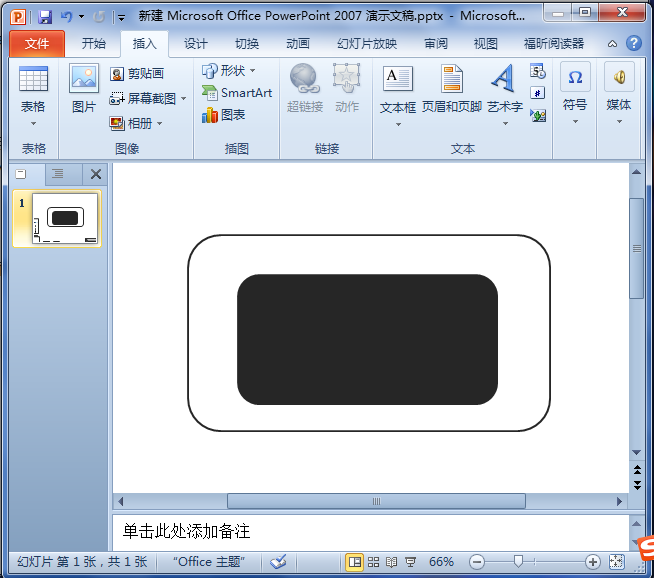 新建 Microsoft Office PowerPoint 2007 演示文稿.pptx - Microsoft...
文件 开始 插入 设计 切换 动画 幻灯片放映 审阅 视图 福昕阅读器
表格 图片 剪贴画 屏幕截图 相册 形状 SmartArt 图表 超链接 动作 文本框 页眉和页脚 艺术字 符号 媒体
表格 图像 插图 链接 文本
1
单击此处添加备注
幻灯片 第 1 张，共 1 张 “Office 主题” 66%